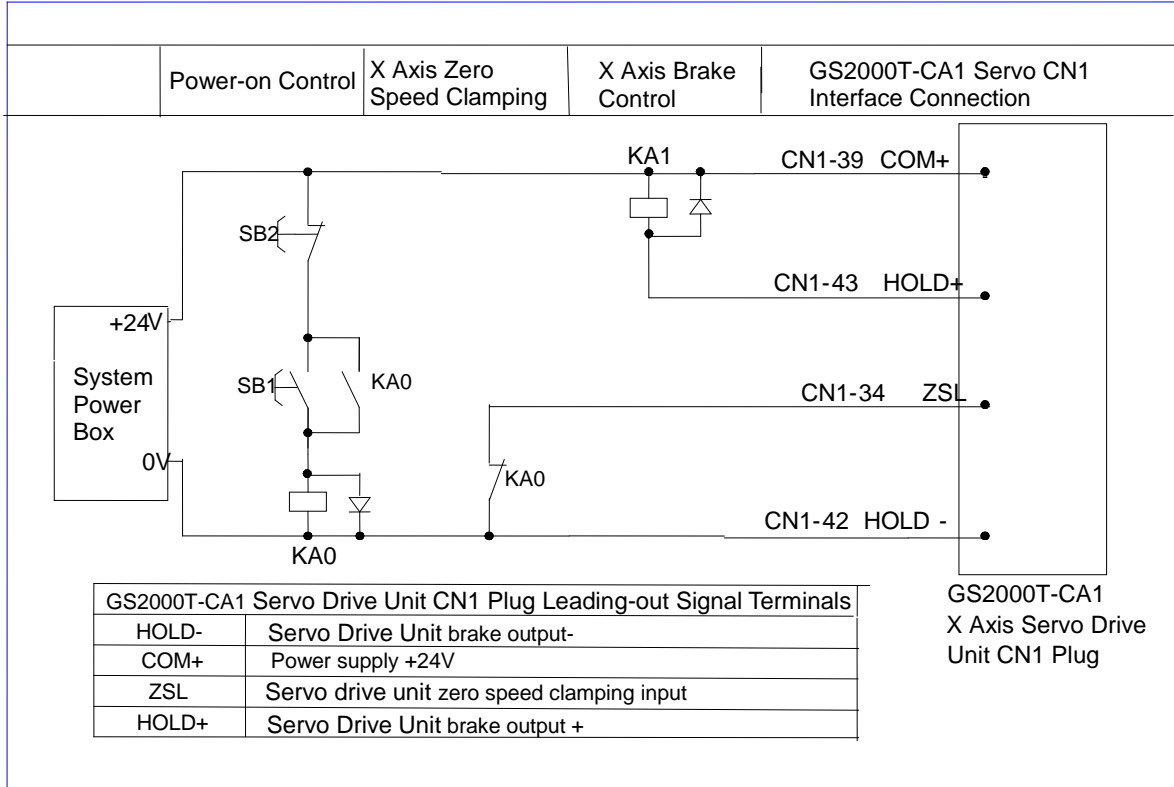 Power-on Control
X Axis Zero
Speed Clamping
X Axis Brake
Control
GS2000T-CA1 Servo CN1
Interface Connection
KA1
CN1-39 COM+
SB2
CN1-43 HOLD+
+24V
System
Power
Box
0V
SB1
KA0
CN1-34 ZSL
KA0
CN1-42 HOLD -
KA0
GS2000T-CA1 Servo Drive Unit CN1 Plug Leading-out Signal Terminals
HOLD- Servo Drive Unit brake output-
COM+ Power supply +24V
ZSL Servo drive unit zero speed clamping input
HOLD+ Servo Drive Unit brake output +
GS2000T-CA1
X Axis Servo Drive
Unit CN1 Plug